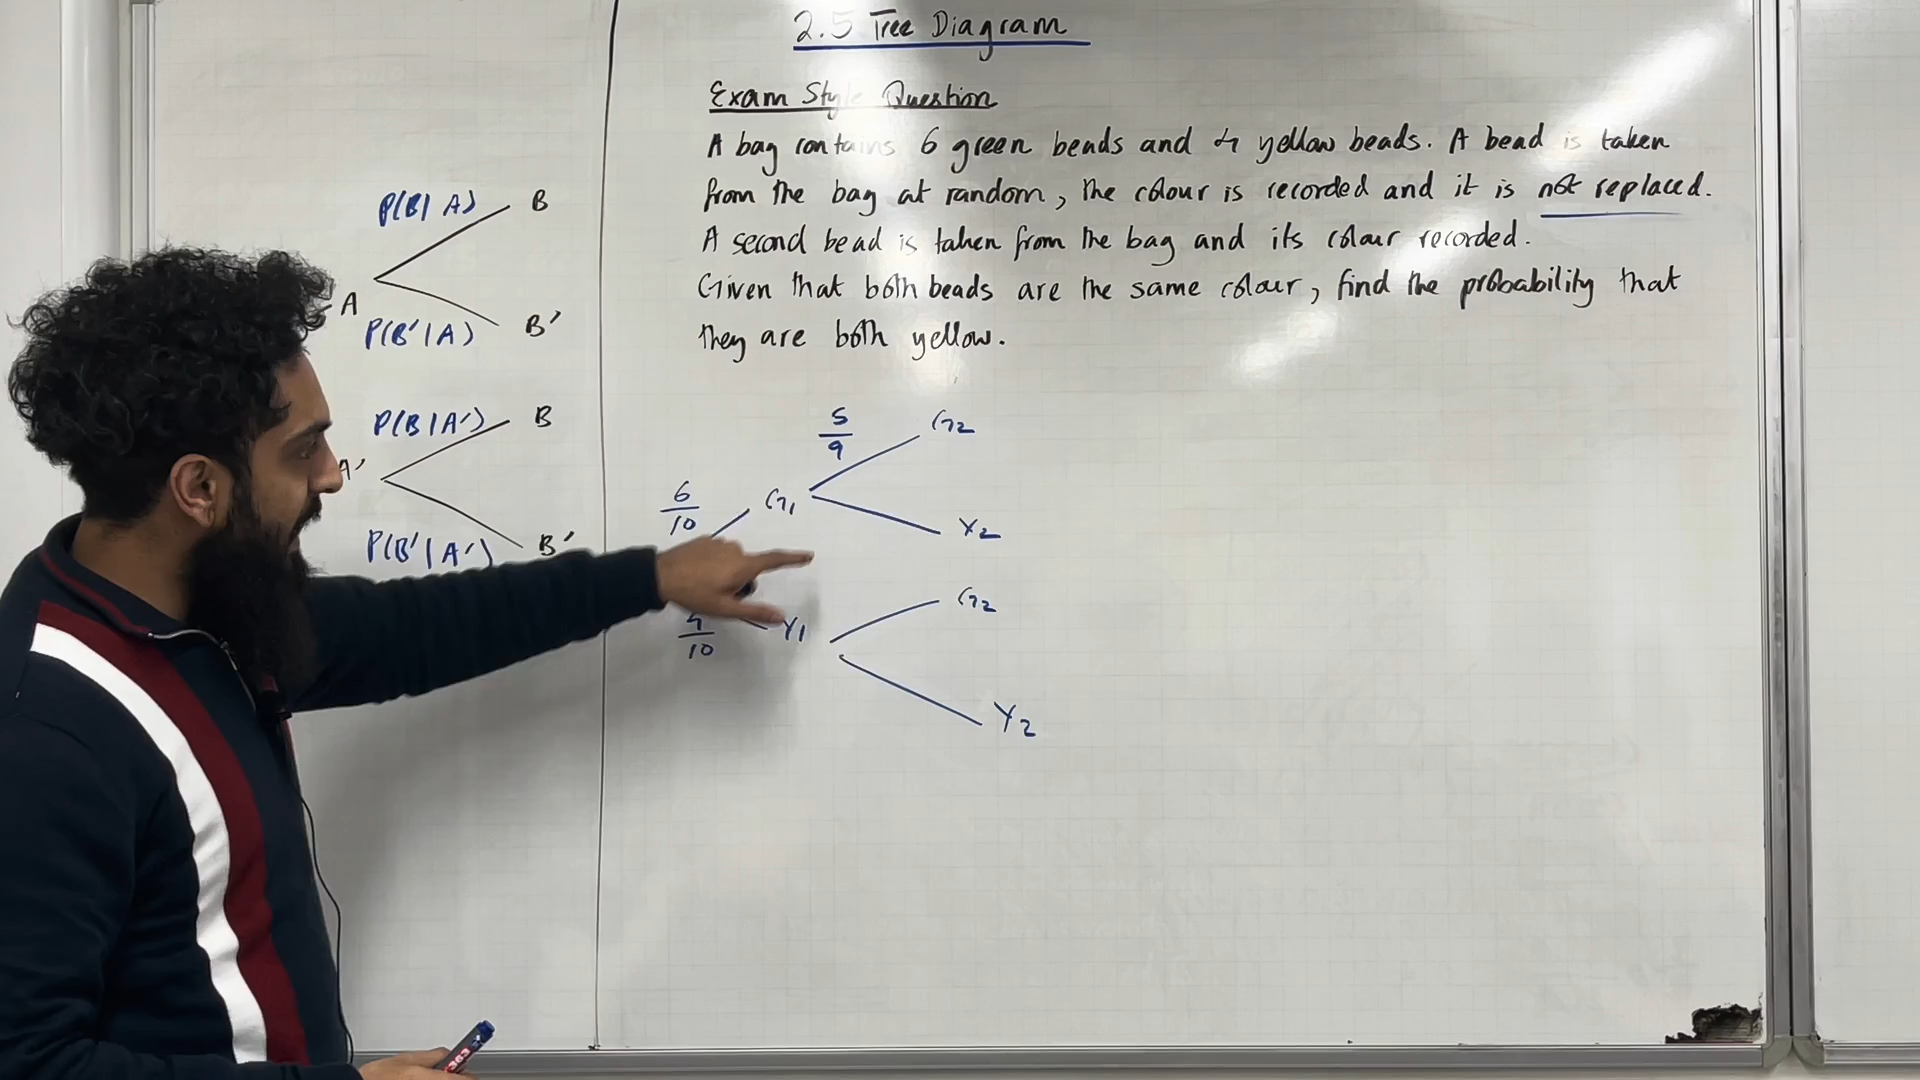 2.5 Tree Diagram
Exam Style Question
A bag contains 6 green beads and 4 yellow beads. A bead is taken
from the bag at random, the colour is recorded and it is not replaced.
A second bead is taken from the bag and its colour recorded.
Given that both beads are the same colour, find the probability that
they are both yellow.
P(B|A) B
A
P(B'|A) B'
P(B|A') B
A'
P(B'|A') B'
5/9 G2
6/10 G1
Y2
G2
4/10 Y1
Y2